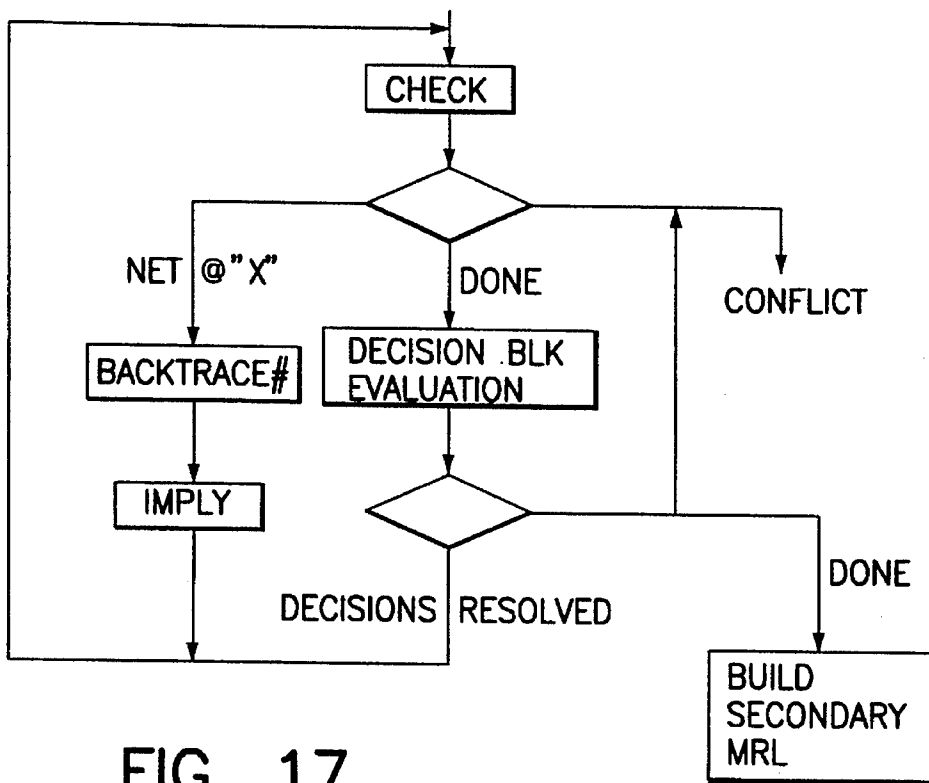 CHECK
NET @"X"
DONE
CONFLICT
BACKTRACE#
DECISION .BLK
EVALUATION
IMPLY
DECISIONS RESOLVED
DONE
BUILD
SECONDARY
MRL
FIG. 17